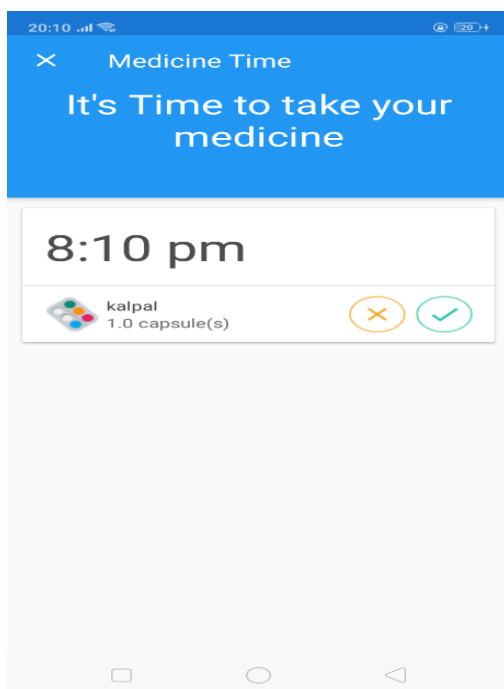 20:10
20
Medicine Time
It's Time to take your
medicine
8:10 pm
kalpal
1.0 capsule(s)